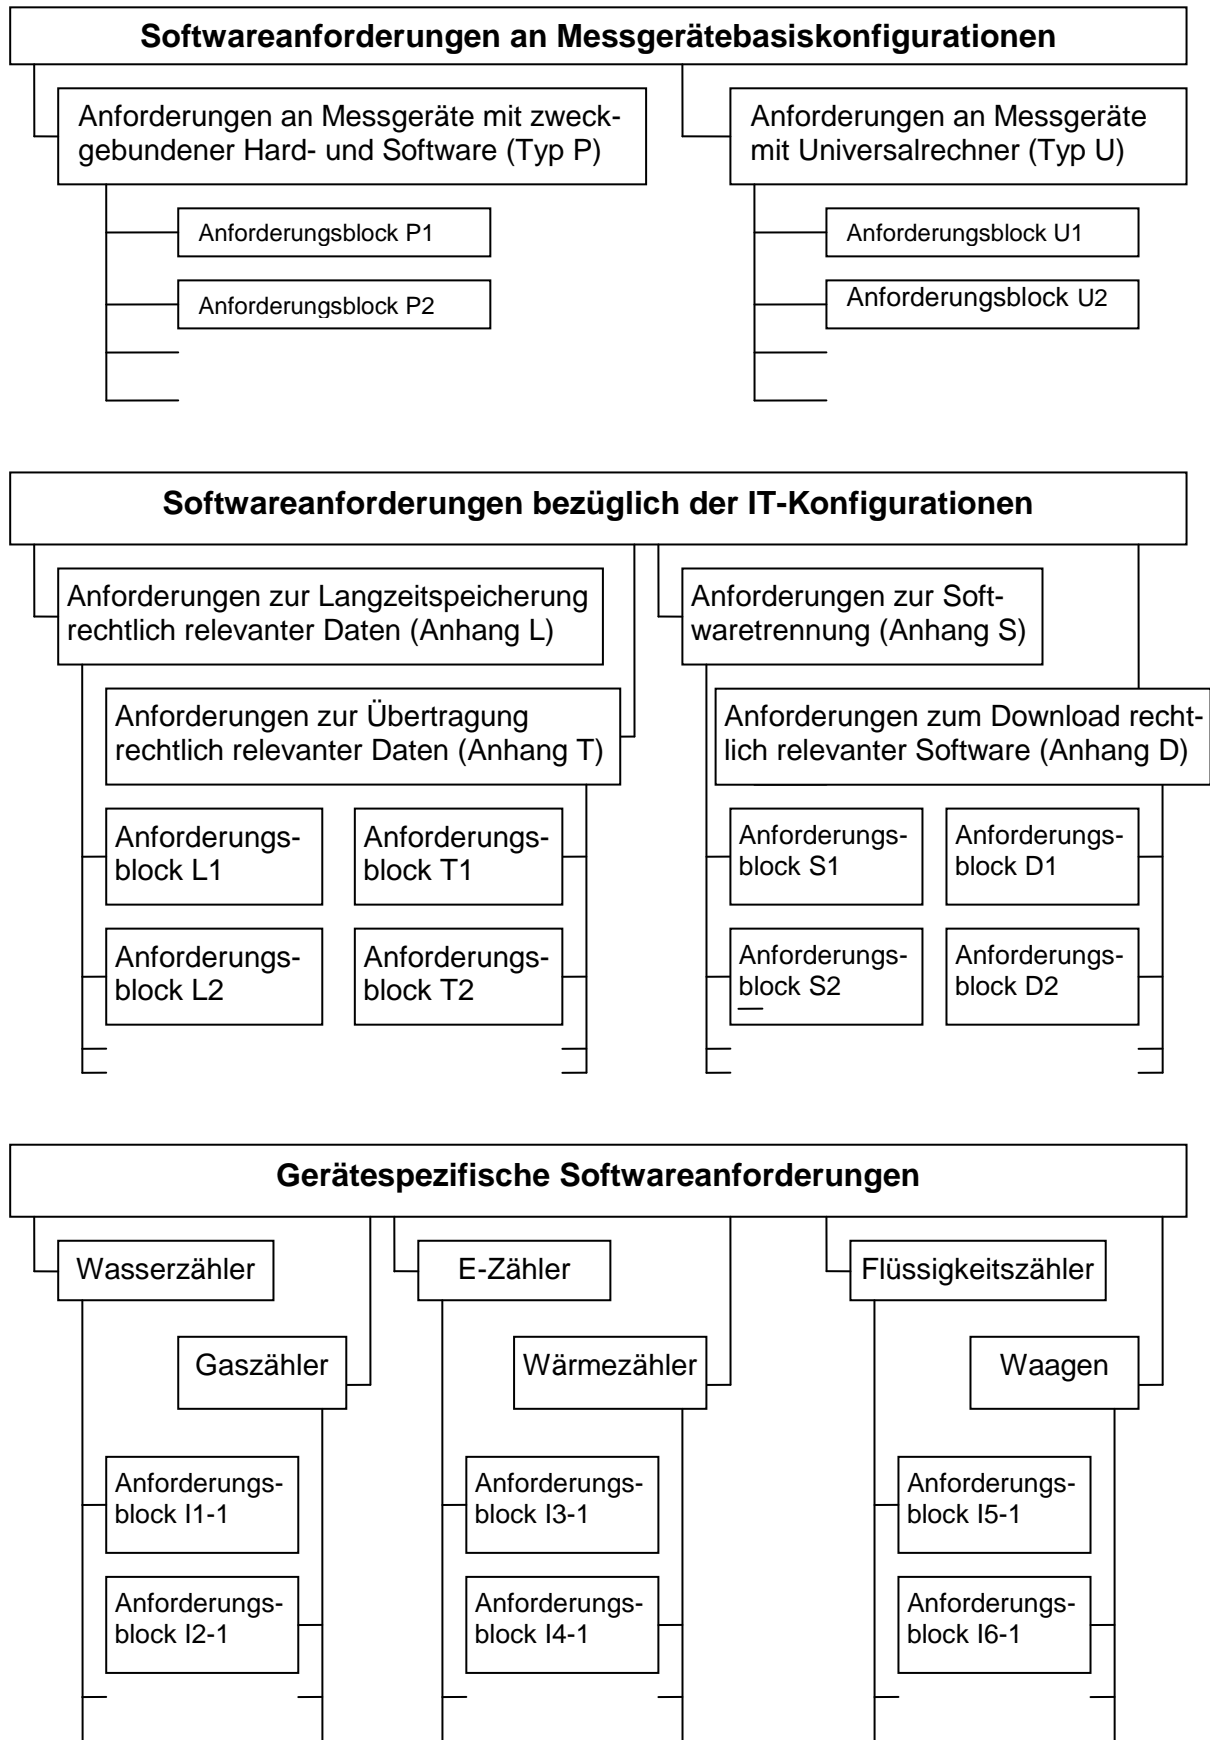 Softwareanforderungen an Messgerätebasiskonfigurationen
Anforderungen an Messgeräte mit zweck-
gebundener Hard- und Software (Typ P)
Anforderungen an Messgeräte
mit Universalrechner (Typ U)
Anforderungsblock P1
Anforderungsblock U1
Anforderungsblock P2
Anforderungsblock U2
Softwareanforderungen bezüglich der IT-Konfigurationen
Anforderungen zur Langzeitspeicherung
rechtlich relevanter Daten (Anhang L)
Anforderungen zur Soft-
waretrennung (Anhang S)
Anforderungen zur Übertragung
rechtlich relevanter Daten (Anhang T)
Anforderungen zum Download recht-
lich relevanter Software (Anhang D)
Anforderungs-
block L1
Anforderungs-
block T1
Anforderungs-
block S1
Anforderungs-
block D1
Anforderungs-
block L2
Anforderungs-
block T2
Anforderungs-
block S2
Anforderungs-
block D2
Gerätespezifische Softwareanforderungen
Wasserzähler
E-Zähler
Flüssigkeitszähler
Gaszähler
Wärmezähler
Waagen
Anforderungs-
block I1-1
Anforderungs-
block I3-1
Anforderungs-
block I5-1
Anforderungs-
block I2-1
Anforderungs-
block I4-1
Anforderungs-
block I6-1